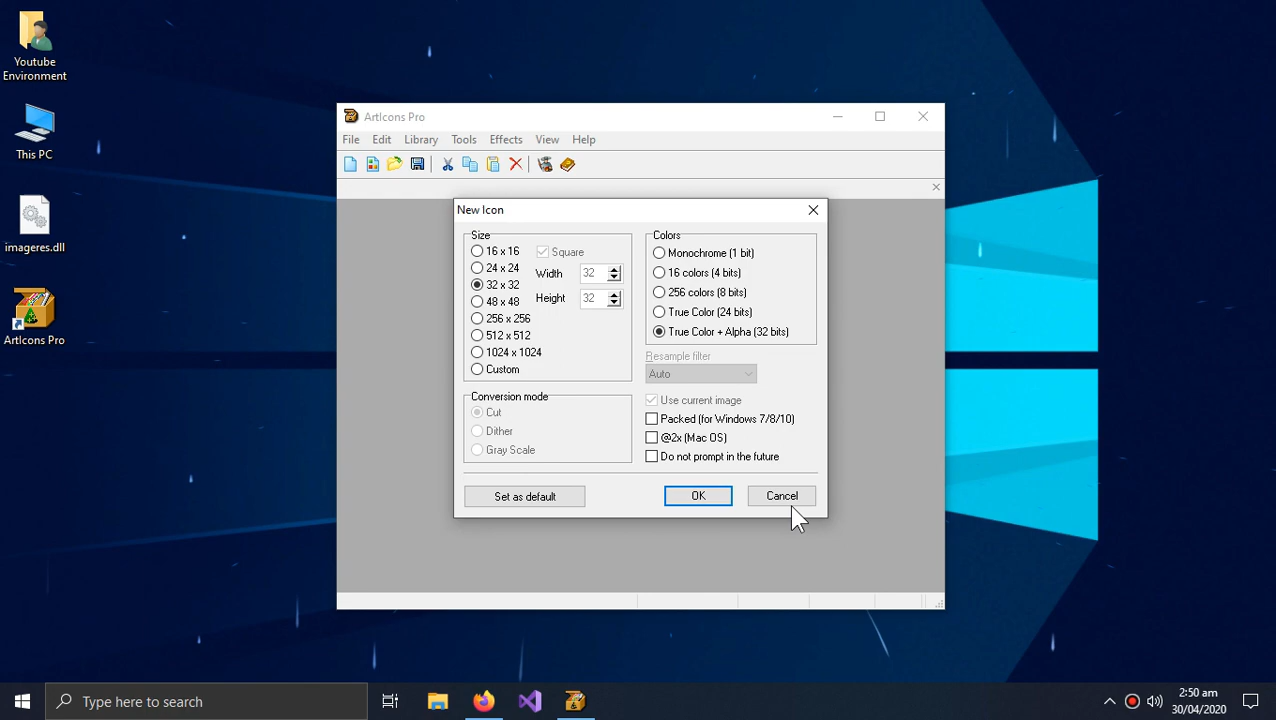 Youtube
Environment
This PC
imageres.dll
ArtIcons Pro
ArtIcons Pro
File Edit Library Tools Effects View Help
New Icon
Size
16 x 16
24 x 24
32 x 32
48 x 48
256 x 256
512 x 512
1024 x 1024
Custom
Square
Width 32
Height 32
Conversion mode
Cut
Dither
Gray Scale
Colors
Monochrome (1 bit)
16 colors (4 bits)
256 colors (8 bits)
True Color (24 bits)
True Color + Alpha (32 bits)
Resample filter
Auto
Use current image
Packed (for Windows 7/8/10)
@2x (Mac OS)
Do not prompt in the future
Set as default OK Cancel
Type here to search
2:50 am
30/04/2020